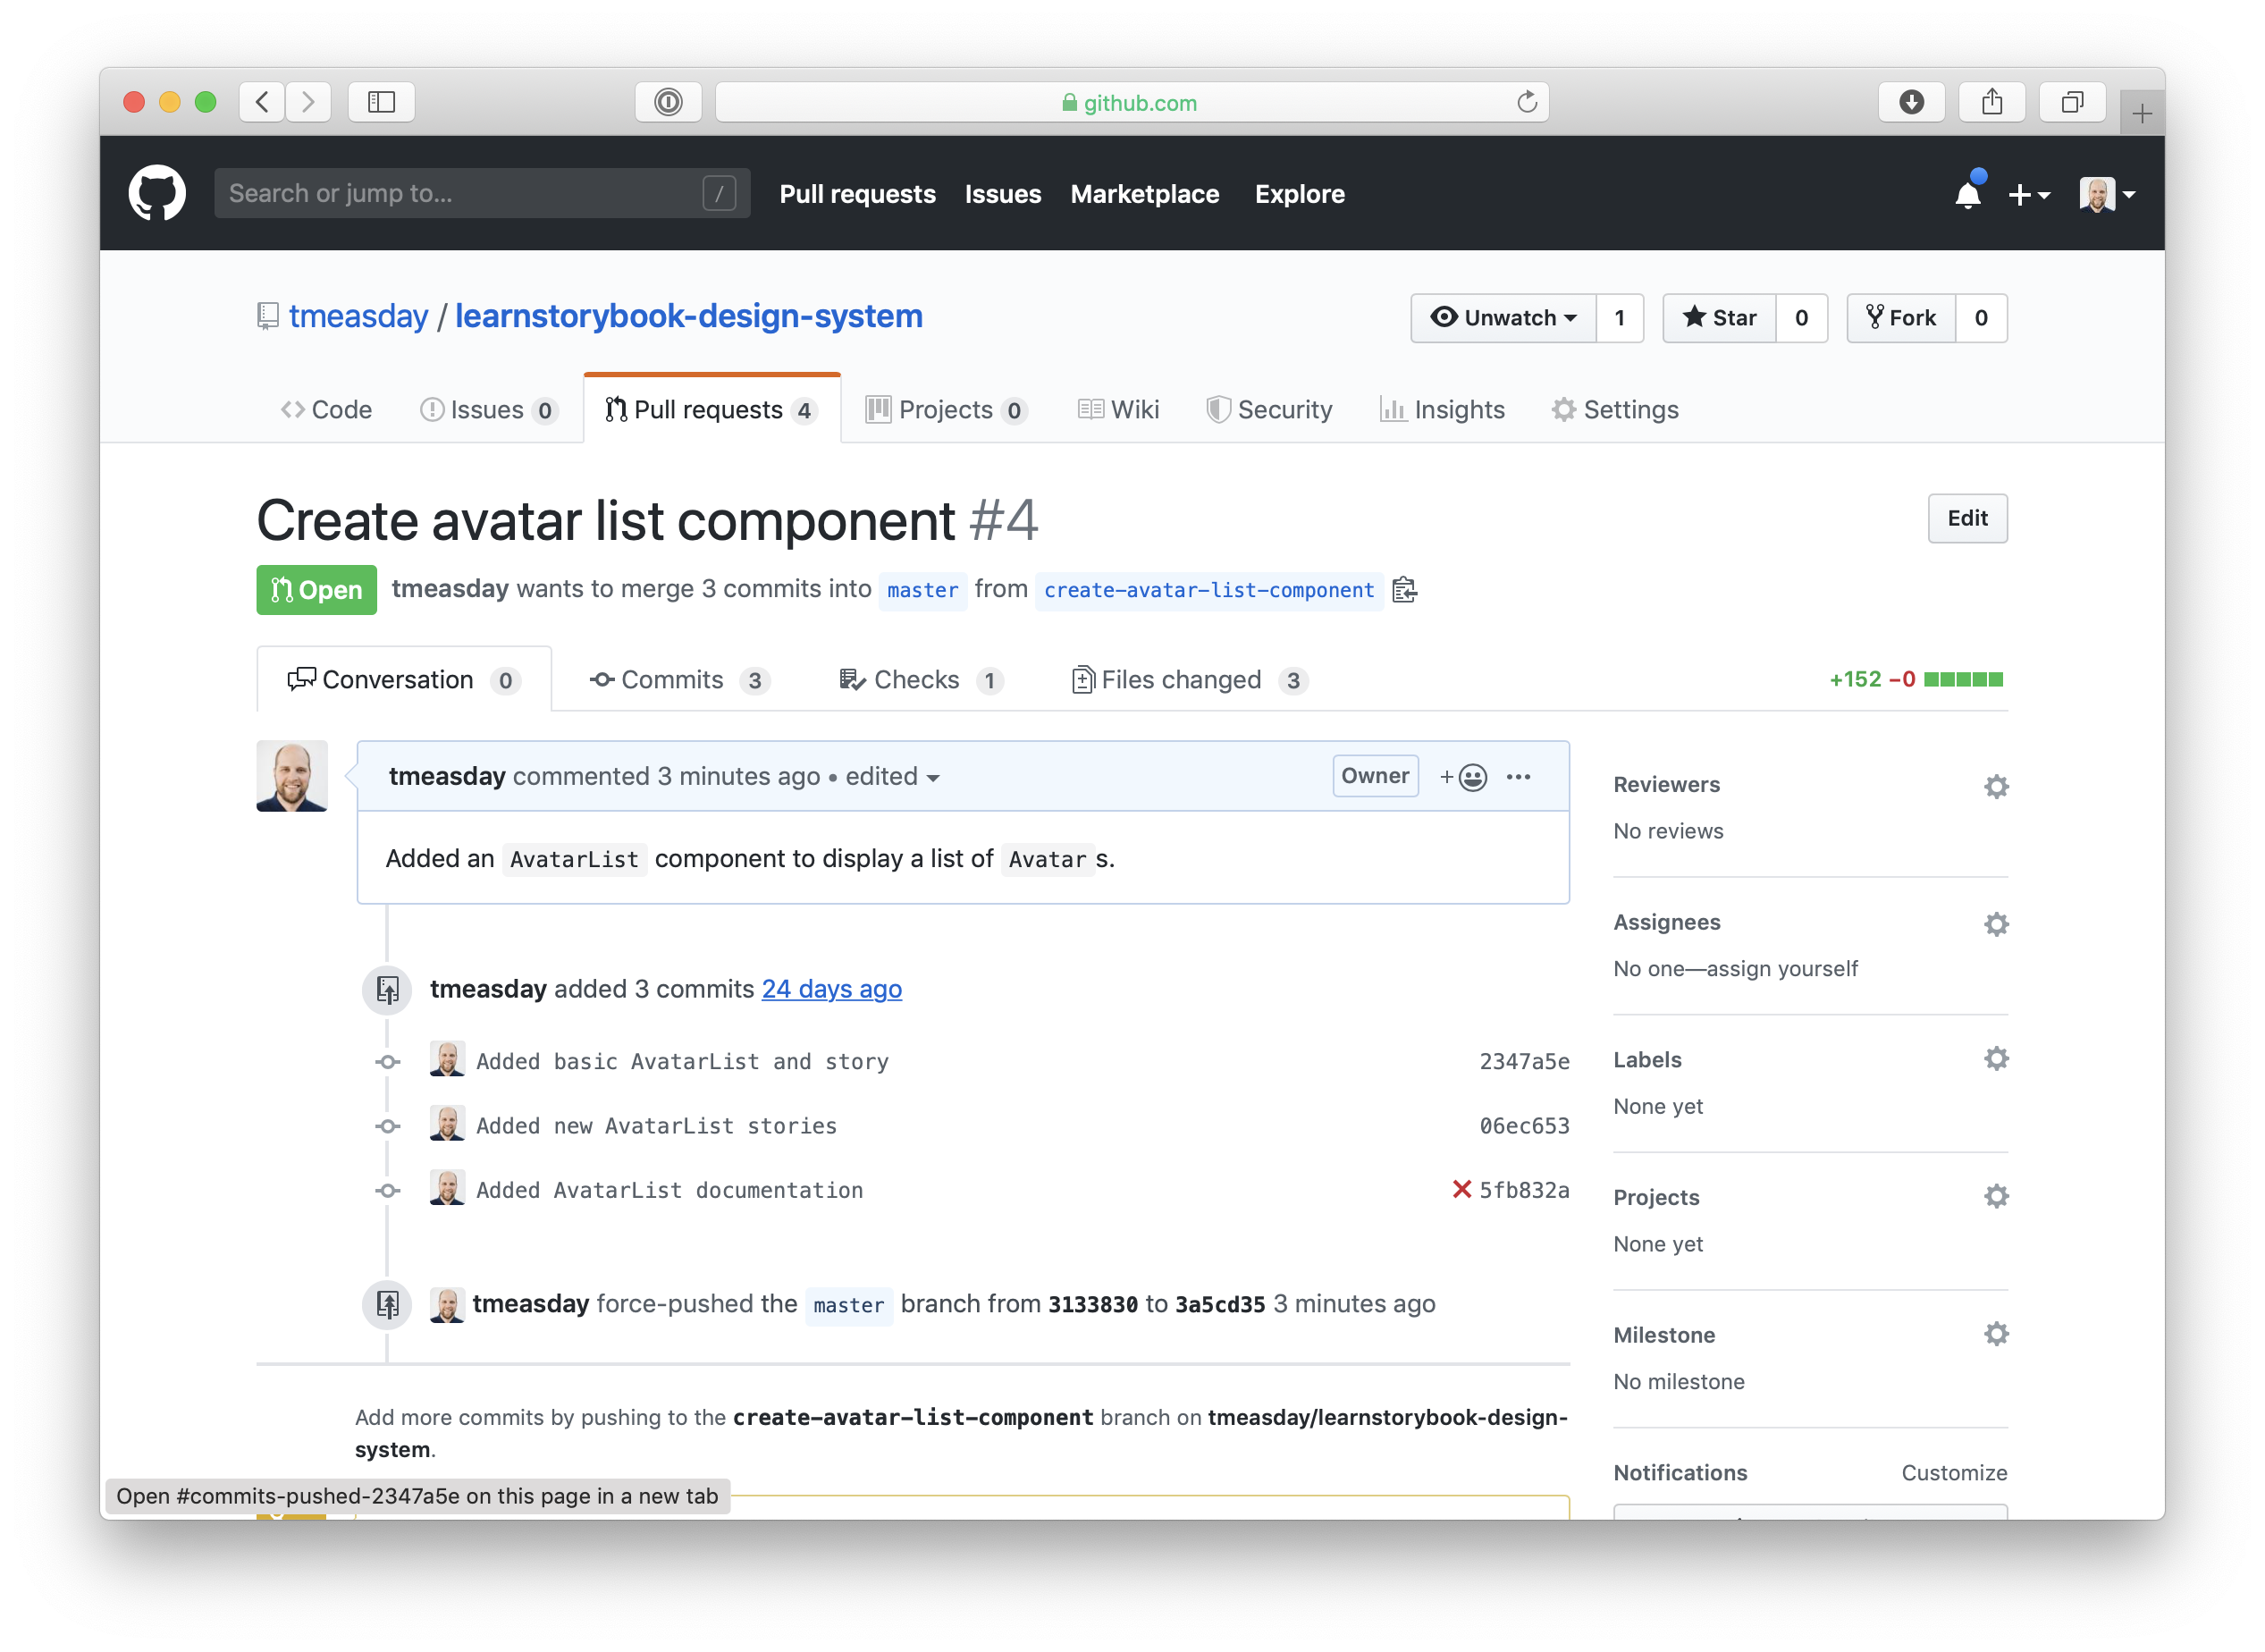 github.com
Search or jump to... /
Pull requests Issues Marketplace Explore
tmeasday / learnstorybook-design-system
Unwatch 1 Star 0 Fork 0
Code Issues 0 Pull requests 4 Projects 0 Wiki Security Insights Settings
Create avatar list component #4
Edit
Open tmeasday wants to merge 3 commits into master from create-avatar-list-component
Conversation 0 Commits 3 Checks 1 Files changed 3
+152 −0
tmeasday commented 3 minutes ago • edited
Owner
Added an AvatarList component to display a list of Avatar s.
tmeasday added 3 commits 24 days ago
Added basic AvatarList and story 2347a5e
Added new AvatarList stories 06ec653
Added AvatarList documentation 5fb832a
tmeasday force-pushed the master branch from 3133830 to 3a5cd35 3 minutes ago
Add more commits by pushing to the create-avatar-list-component branch on tmeasday/learnstorybook-design-
system.
Reviewers
No reviews
Assignees
No one—assign yourself
Labels
None yet
Projects
None yet
Milestone
No milestone
Notifications Customize
Open #commits-pushed-2347a5e on this page in a new tab